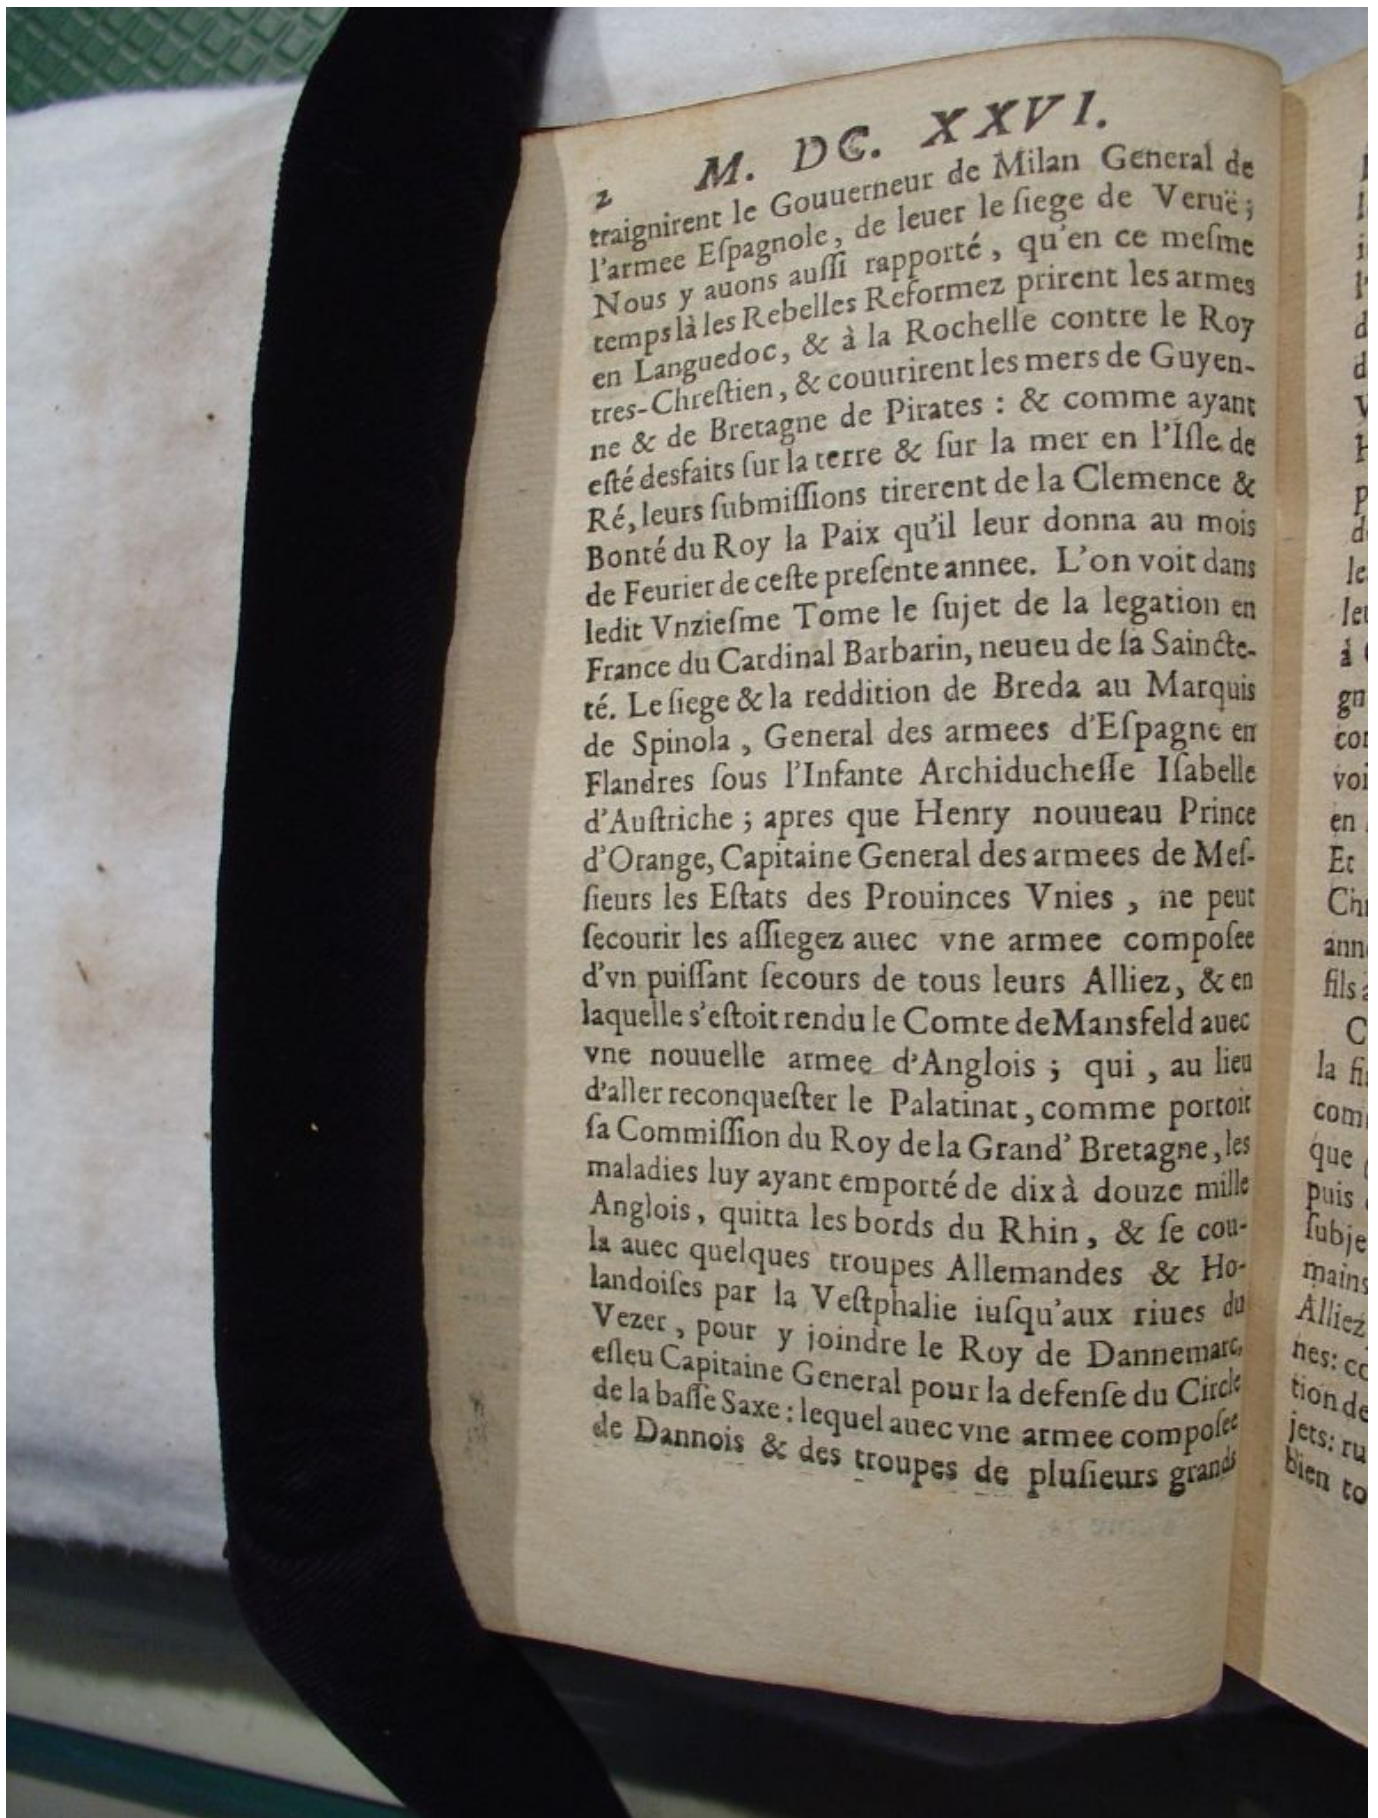 2 M. DC. XXVI.
traignirent le Gouuerneur de Milan General de
l'armee Eſpagnole, de leuer le ſiege de Veruë;
Nous y auons auſſi rapporté, qu'en ce meſme
temps là les Rebelles Reformez prirent les armes
en Languedoc, & à la Rochelle contre le Roy
tres-Chreſtien, & couurirent les mers de Guyen-
ne & de Bretagne de Pirates : & comme ayant
eſté desfaits ſur la terre & ſur la mer en l'Iſle de
Ré, leurs ſubmiſſions tirerent de la Clemence &
Bonté du Roy la Paix qu'il leur donna au mois
de Feurier de ceſte preſente annee. L'on voit dans
ledit Vnzieſme Tome le ſujet de la legation en
France du Cardinal Barbarin, neueu de ſa Saincte-
té. Le ſiege & la reddition de Breda au Marquis
de Spinola, General des armees d'Eſpagne en
Flandres ſous l'Infante Archiducheſſe Iſabelle
d'Auſtriche ; apres que Henry nouueau Prince
d'Orange, Capitaine General des armees de Meſ-
ſieurs les Eſtats des Prouinces Vnies, ne peut
ſecourir les aſſiegez auec vne armee compoſee
d'vn puiſſant ſecours de tous leurs Alliez, & en
laquelle s'eſtoit rendu le Comte de Mansfeld auec
vne nouuelle armee d'Anglois ; qui, au lieu
d'aller reconqueſter le Palatinat, comme portoit
ſa Commiſſion du Roy de la Grand' Bretagne, les
maladies luy ayant emporté de dix à douze mille
Anglois, quitta les bords du Rhin, & ſe cou-
la auec quelques troupes Allemandes & Ho-
landoiſes par la Veſtphalie iuſqu'aux riues du
Vezer, pour y joindre le Roy de Dannemarc,
eſleu Capitaine General pour la defenſe du Circle
de la baſſe Saxe : lequel auec vne armee compoſee
de Dannois & des troupes de pluſieurs grands